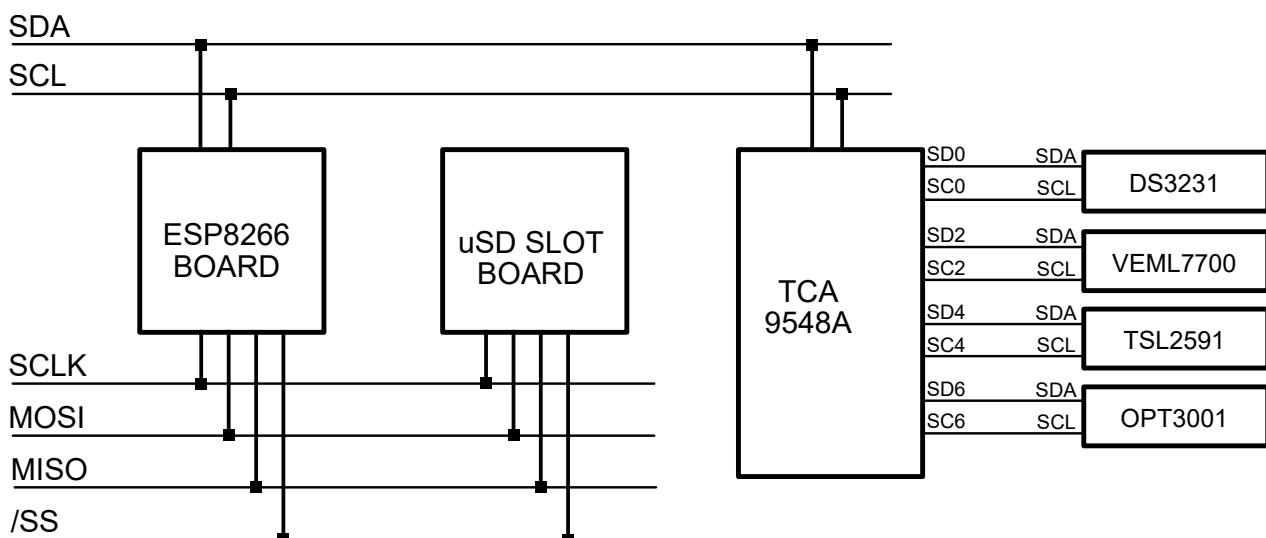 SDA
SCL
ESP8266
BOARD
uSD SLOT
BOARD
TCA
9548A
SD0 SDA
SC0 SCL
DS3231
SD2 SDA
SC2 SCL
VEML7700
SD4 SDA
SC4 SCL
TSL2591
SD6 SDA
SC6 SCL
OPT3001
SCLK
MOSI
MISO
/SS